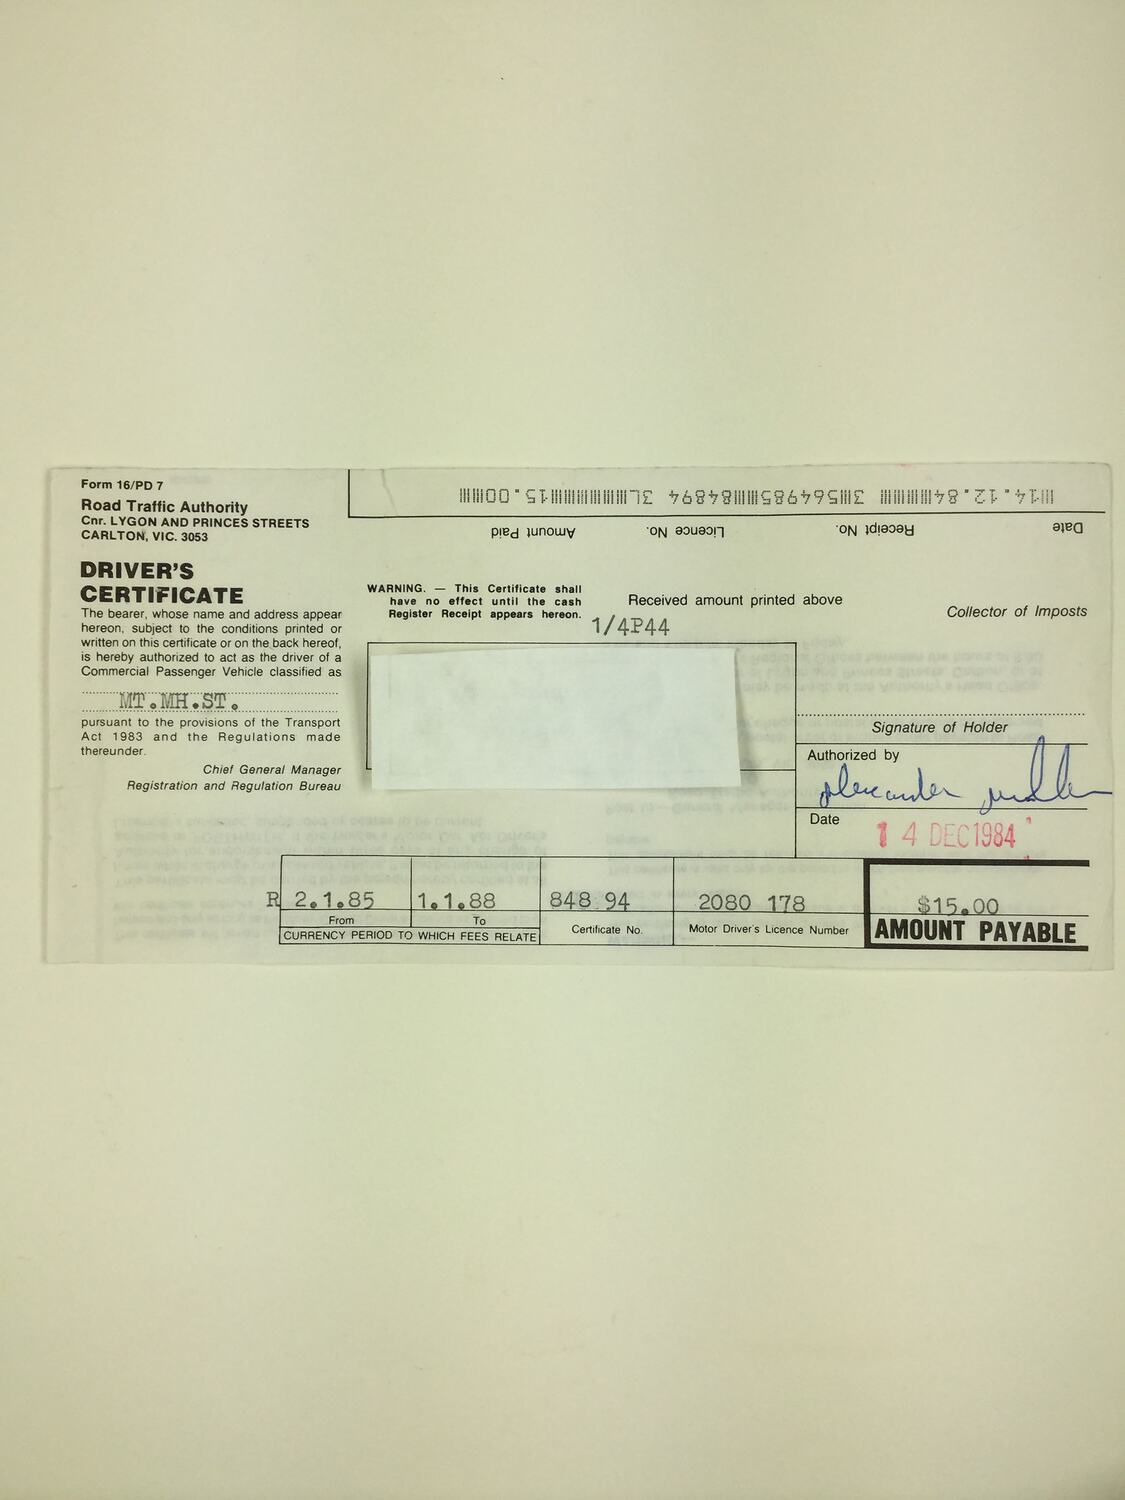 Form 16/PD 7
Road Traffic Authority
Cnr. LYGON AND PRINCES STREETS
CARLTON, VIC. 3053
DRIVER'S
CERTIFICATE
The bearer, whose name and address appear
hereon, subject to the conditions printed or
written on this certificate or on the back hereof,
is hereby authorized to act as the driver of a
Commercial Passenger Vehicle classified as
MT.MH.ST.
pursuant to the provisions of the Transport
Act 1983 and the Regulations made
thereunder.
Chief General Manager
Registration and Regulation Bureau
Date Receipt No. Licence No. Amount Paid
14.12.84 84894 15.00
WARNING. — This Certificate shall
have no effect until the cash
Register Receipt appears hereon.
Received amount printed above
Collector of Imposts
1/4P44
Signature of Holder
Authorized by
Alexander
Date
14 DEC 1984
R 2.1.85 1.1.88 848 94 2080 178 $15.00
From To
CURRENCY PERIOD TO WHICH FEES RELATE
Certificate No.
Motor Driver's Licence Number
AMOUNT PAYABLE